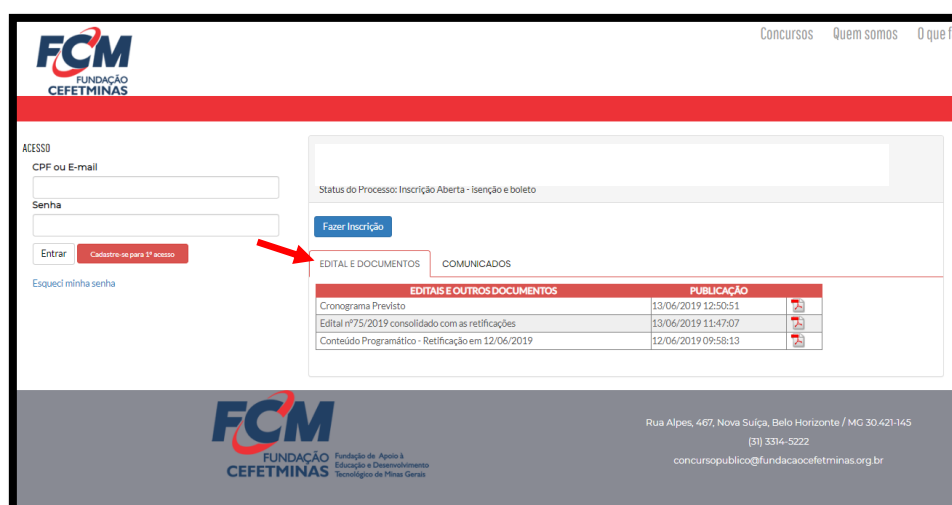 FCM
FUNDAÇÃO
CEFETMINAS
Concursos Quem somos O que f
ACESSO
CPF ou E-mail
Senha
Entrar Cadastre-se para 1º acesso
Esqueci minha senha
Status do Processo: Inscrição Aberta - isenção e boleto
Fazer Inscrição
EDITAL E DOCUMENTOS COMUNICADOS
EDITAIS E OUTROS DOCUMENTOS PUBLICAÇÃO
Cronograma Previsto 13/06/2019 12:50:51
Edital nº75/2019 consolidado com as retificações 13/06/2019 11:47:07
Conteúdo Programático - Retificação em 12/06/2019 12/06/2019 09:58:13
FCM
FUNDAÇÃO
CEFETMINAS
Fundação de Apoio à
Educação e Desenvolvimento
Tecnológico de Minas Gerais
Rua Alpes, 467, Nova Suíça, Belo Horizonte / MG 30.421-145
(31) 3314-5222
concursopublico@fundacaocefetminas.org.br